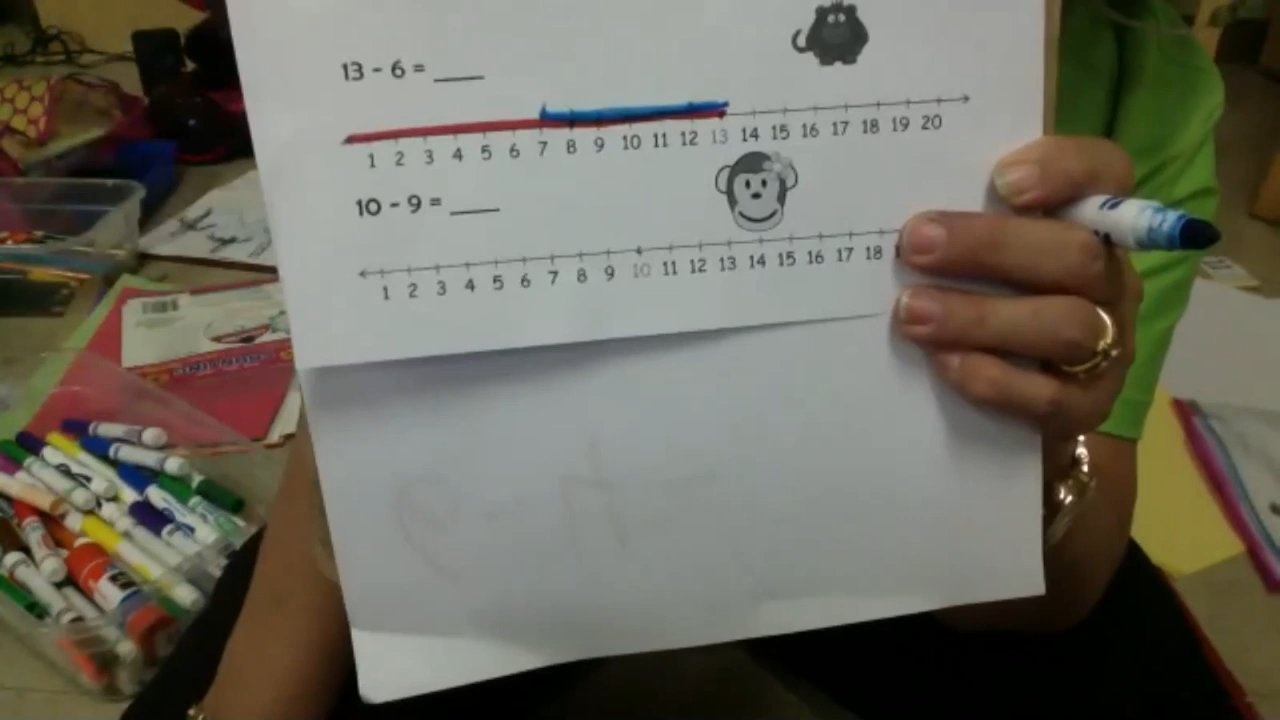 13 - 6 = ____
1 2 3 4 5 6 7 8 9 10 11 12 13 14 15 16 17 18 19 20
10 - 9 = ____
1 2 3 4 5 6 7 8 9 10 11 12 13 14 15 16 17 18